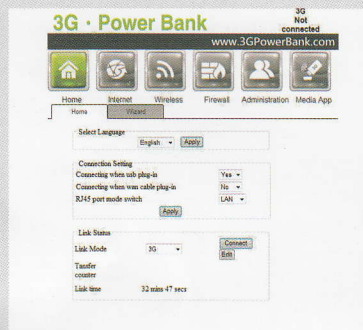 3G · Power Bank
3G
Not
connected
www.3GPowerBank.com
Home Internet Wireless Firewall Administration Media App
Home Wizard
Select Language
English Apply
Connection Setting
Connecting when usb plug-in Yes
Connecting when wan cable plug-in No
RJ45 port mode switch LAN
Apply
Link Status
Link Mode 3G Connect
Edit
Tansfer
counter
Link time 32 mins 47 secs